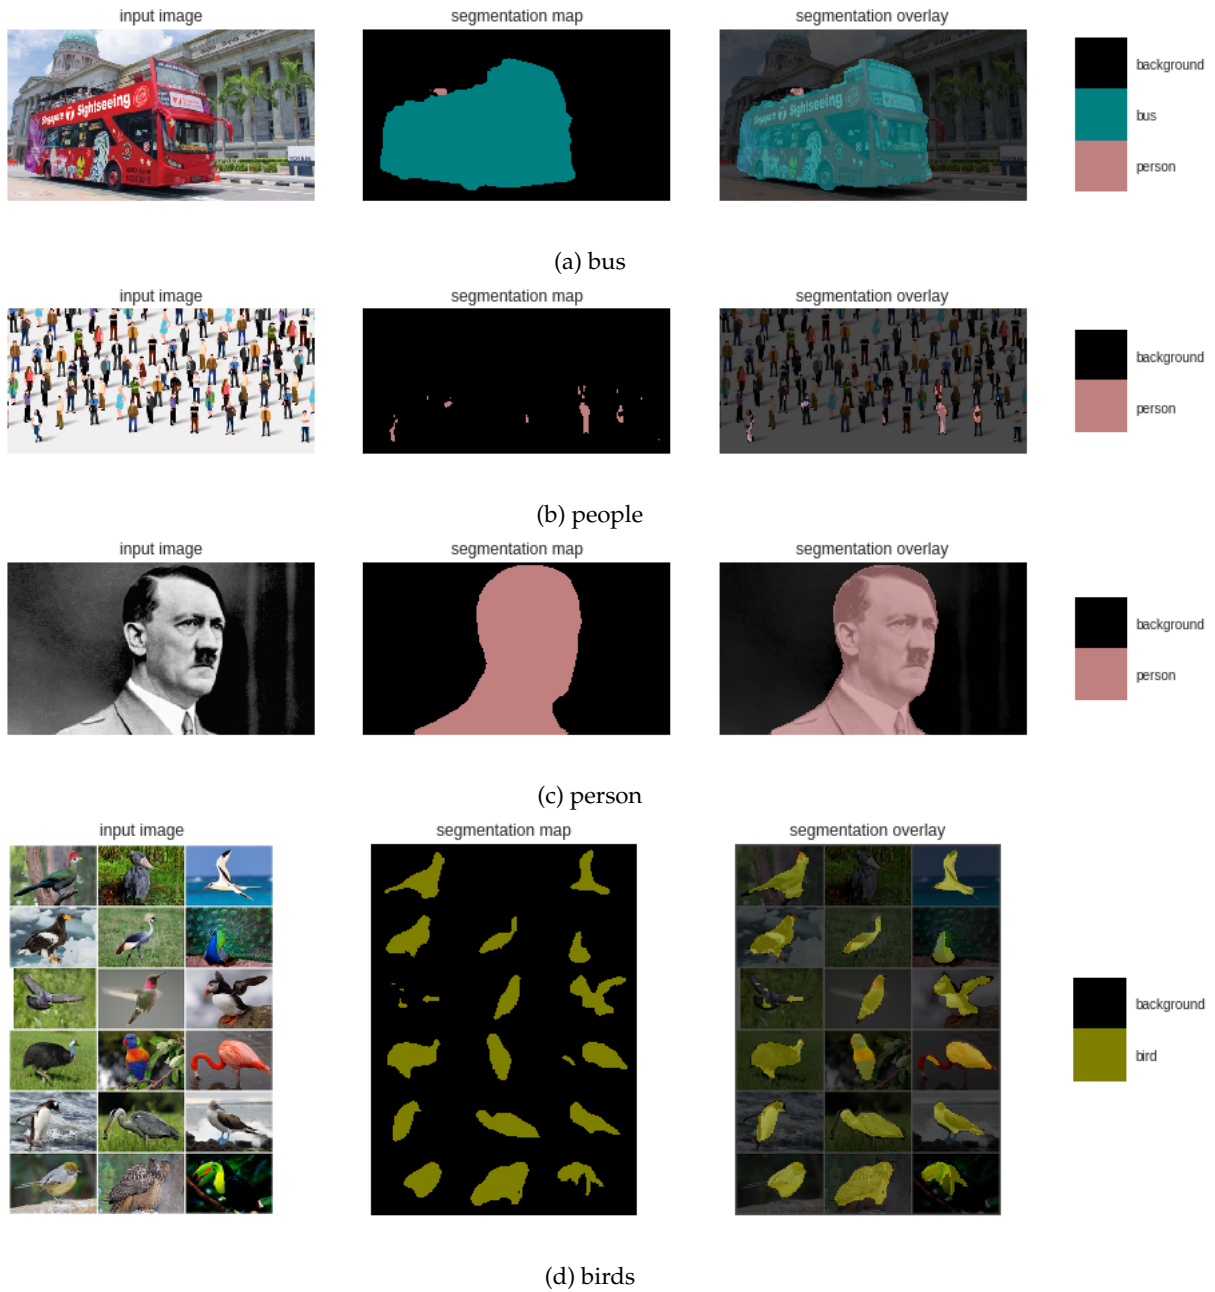 input image segmentation map segmentation overlay
Singapore Sightseeing
background
bus
person
(a) bus
input image segmentation map segmentation overlay
background
person
(b) people
input image segmentation map segmentation overlay
background
person
(c) person
input image segmentation map segmentation overlay
background
bird
(d) birds